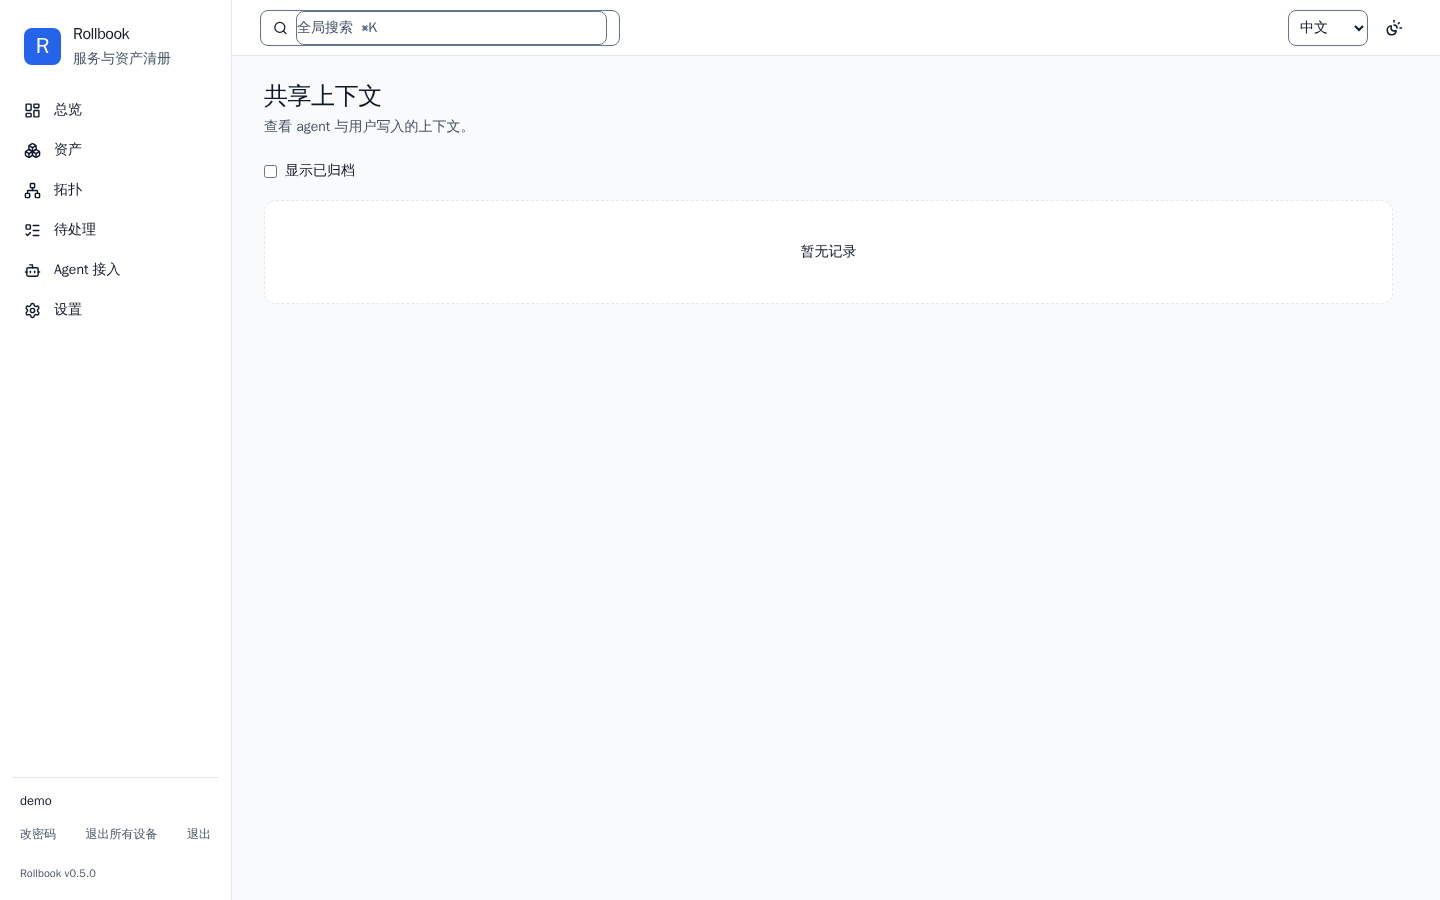 R
Rollbook
服务与资产清册
总览
资产
拓扑
待处理
Agent 接入
设置
demo
改密码 退出所有设备 退出
Rollbook v0.5.0
全局搜索 ⌘K
中文
共享上下文
查看 agent 与用户写入的上下文。
显示已归档
暂无记录